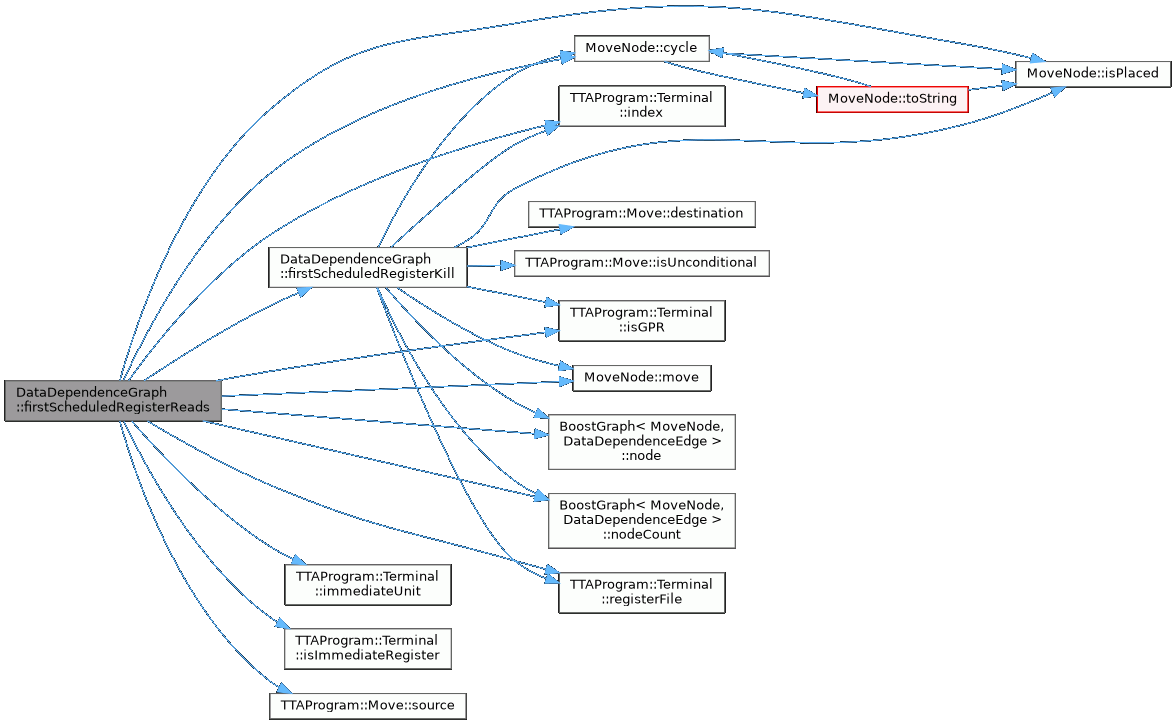 MoveNode::cycle
MoveNode::isPlaced
MoveNode::toString
TTAProgram::Terminal
::index
TTAProgram::Move::destination
DataDependenceGraph
::firstScheduledRegisterKill
TTAProgram::Move::isUnconditional
TTAProgram::Terminal
::isGPR
MoveNode::move
DataDependenceGraph
::firstScheduledRegisterReads
BoostGraph< MoveNode,
DataDependenceEdge >
::node
BoostGraph< MoveNode,
DataDependenceEdge >
::nodeCount
TTAProgram::Terminal
::immediateUnit
TTAProgram::Terminal
::registerFile
TTAProgram::Terminal
::isImmediateRegister
TTAProgram::Move::source